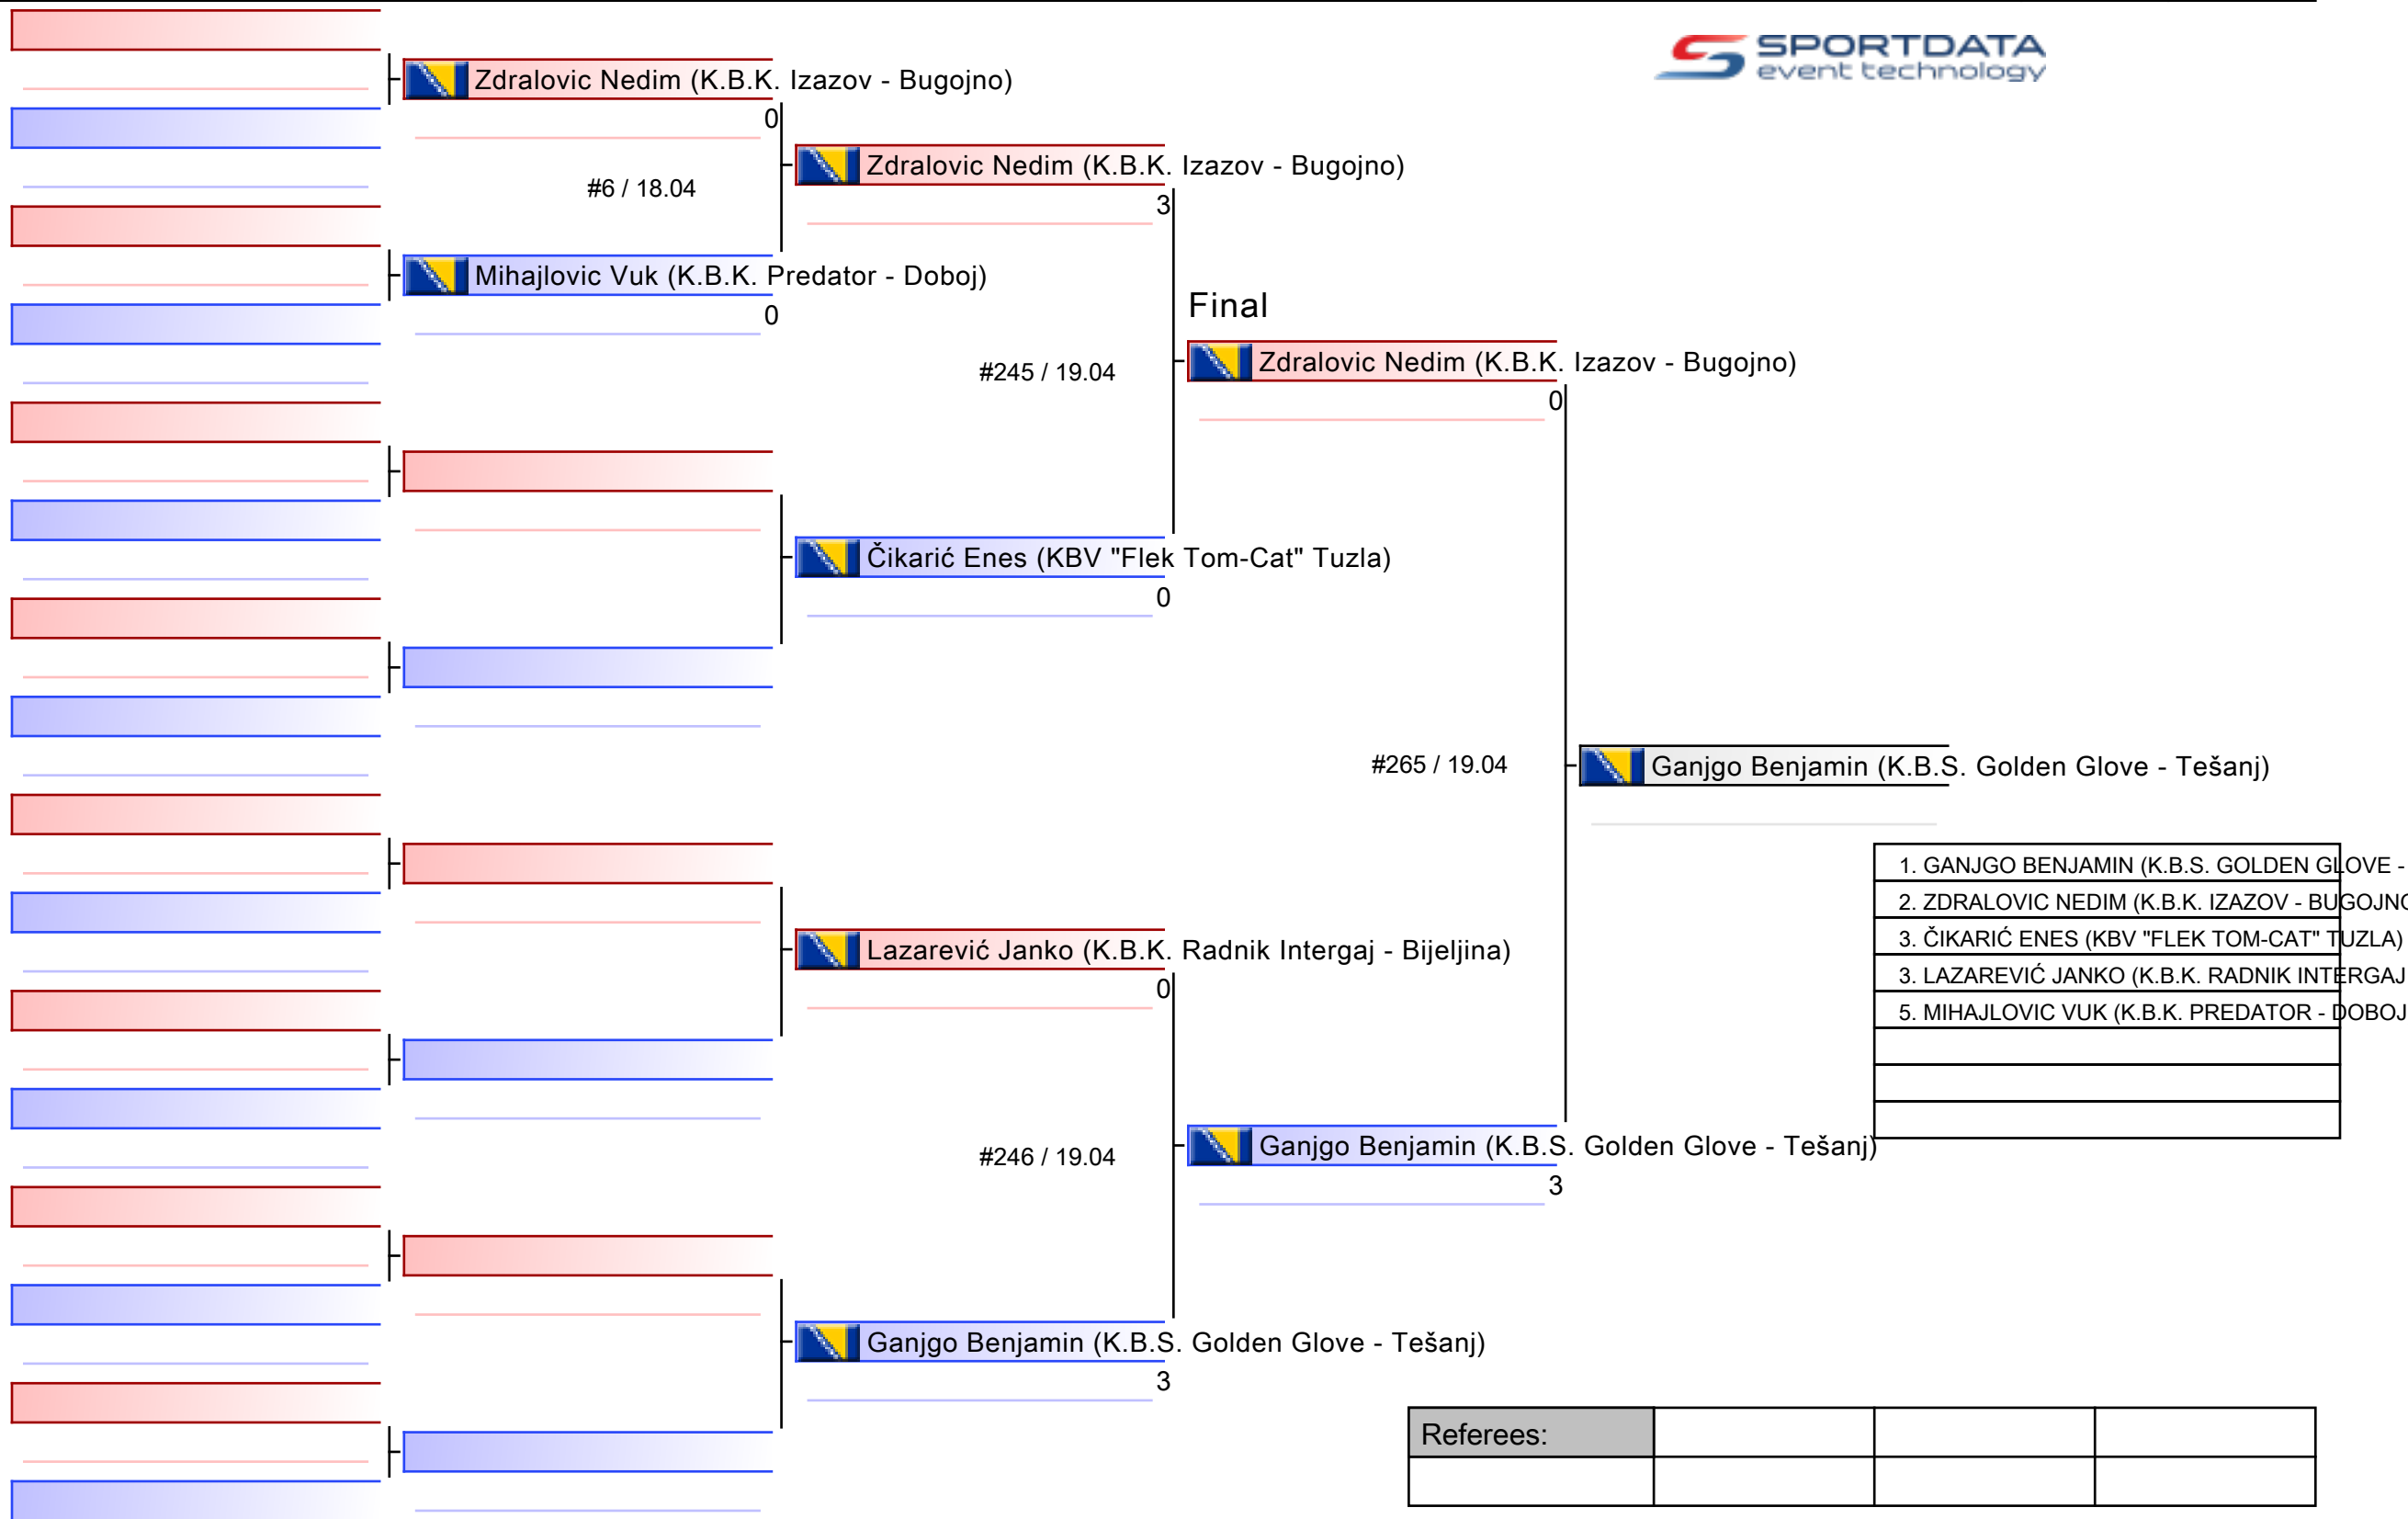 SPORTDATA
event technology
Zdralovic Nedim (K.B.K. Izazov - Bugojno)
0
#6 / 18.04
Mihajlovic Vuk (K.B.K. Predator - Doboj)
0
Zdralovic Nedim (K.B.K. Izazov - Bugojno)
3
#245 / 19.04
Čikarić Enes (KBV "Flek Tom-Cat" Tuzla)
0
Final
Zdralovic Nedim (K.B.K. Izazov - Bugojno)
0
#265 / 19.04
Ganjgo Benjamin (K.B.S. Golden Glove - Tešanj)
Lazarević Janko (K.B.K. Radnik Intergaj - Bijeljina)
0
#246 / 19.04
Ganjgo Benjamin (K.B.S. Golden Glove - Tešanj)
3
Ganjgo Benjamin (K.B.S. Golden Glove - Tešanj)
3
1. GANJGO BENJAMIN (K.B.S. GOLDEN GLOVE -
2. ZDRALOVIC NEDIM (K.B.K. IZAZOV - BUGOJNO
3. ČIKARIĆ ENES (KBV "FLEK TOM-CAT" TUZLA)
3. LAZAREVIĆ JANKO (K.B.K. RADNIK INTERGAJ
5. MIHAJLOVIC VUK (K.B.K. PREDATOR - DOBOJ
Referees: